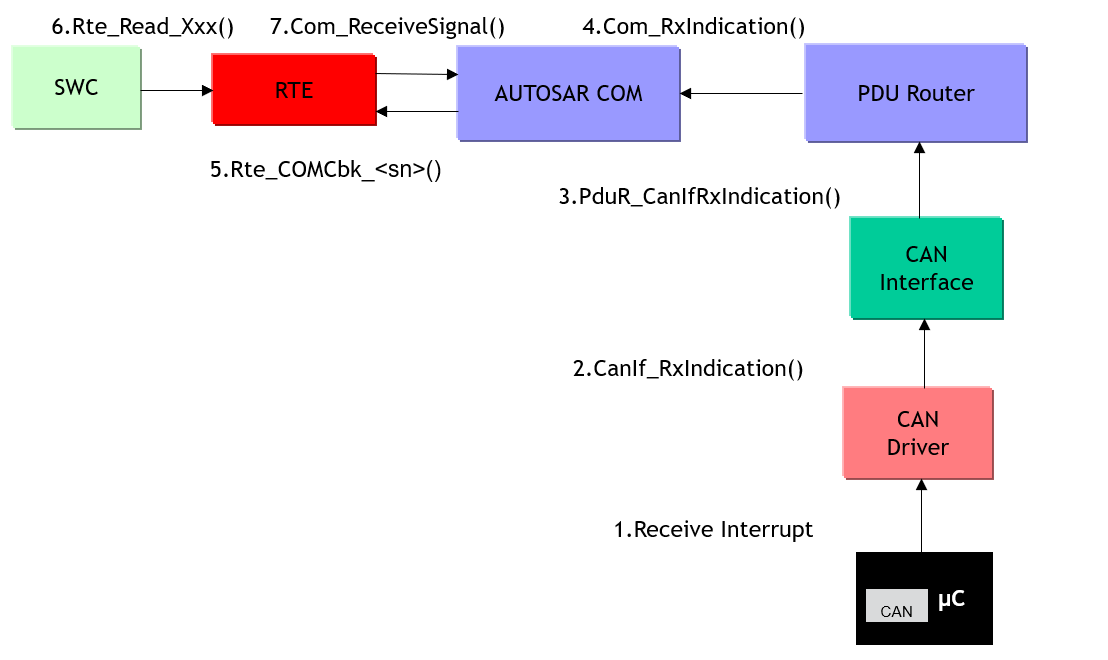 6.Rte_Read_Xxx()
7.Com_ReceiveSignal()
4.Com_RxIndication()
SWC
RTE
AUTOSAR COM
PDU Router
5.Rte_COMCbk_<sn>()
3.PduR_CanIfRxIndication()
CAN
Interface
2.CanIf_RxIndication()
CAN
Driver
1.Receive Interrupt
CAN
µC